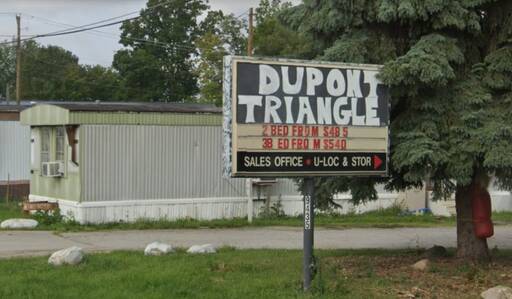 DUPONT
TRIANGLE
2 BED FROM $485
3B ED FRO M $540
SALES OFFICE • U-LOC & STOR